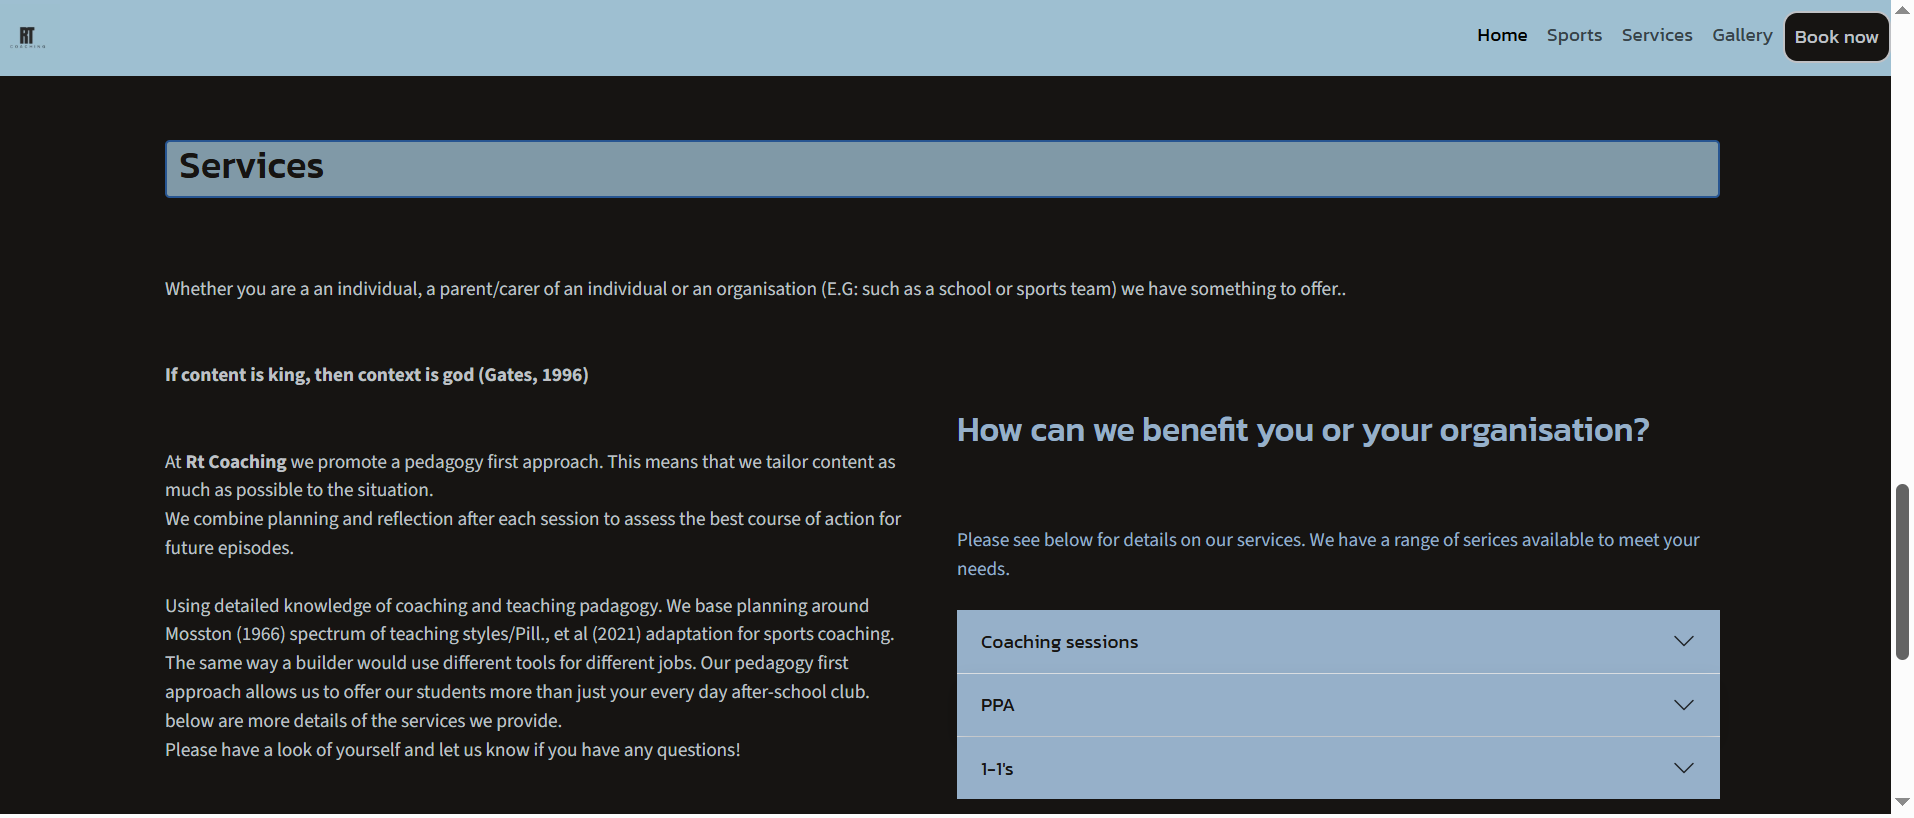 RT
COACHING
Home Sports Services Gallery Book now
Services
Whether you are a an individual, a parent/carer of an individual or an organisation (E.G: such as a school or sports team) we have something to offer..
If content is king, then context is god (Gates, 1996)
At Rt Coaching we promote a pedagogy first approach. This means that we tailor content as
much as possible to the situation.
We combine planning and reflection after each session to assess the best course of action for
future episodes.
Using detailed knowledge of coaching and teaching padagogy. We base planning around
Mosston (1966) spectrum of teaching styles/Pill., et al (2021) adaptation for sports coaching.
The same way a builder would use different tools for different jobs. Our pedagogy first
approach allows us to offer our students more than just your every day after-school club.
below are more details of the services we provide.
Please have a look of yourself and let us know if you have any questions!
How can we benefit you or your organisation?
Please see below for details on our services. We have a range of serices available to meet your
needs.
Coaching sessions
PPA
1-1's